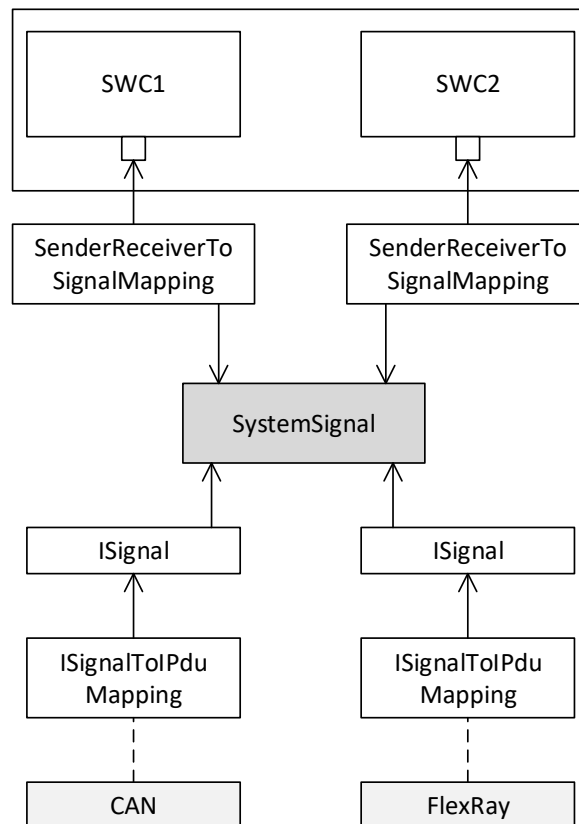 SWC1
SWC2
SenderReceiverTo
SignalMapping
SenderReceiverTo
SignalMapping
SystemSignal
ISignal
ISignal
ISignalToIPdu
Mapping
ISignalToIPdu
Mapping
CAN
FlexRay